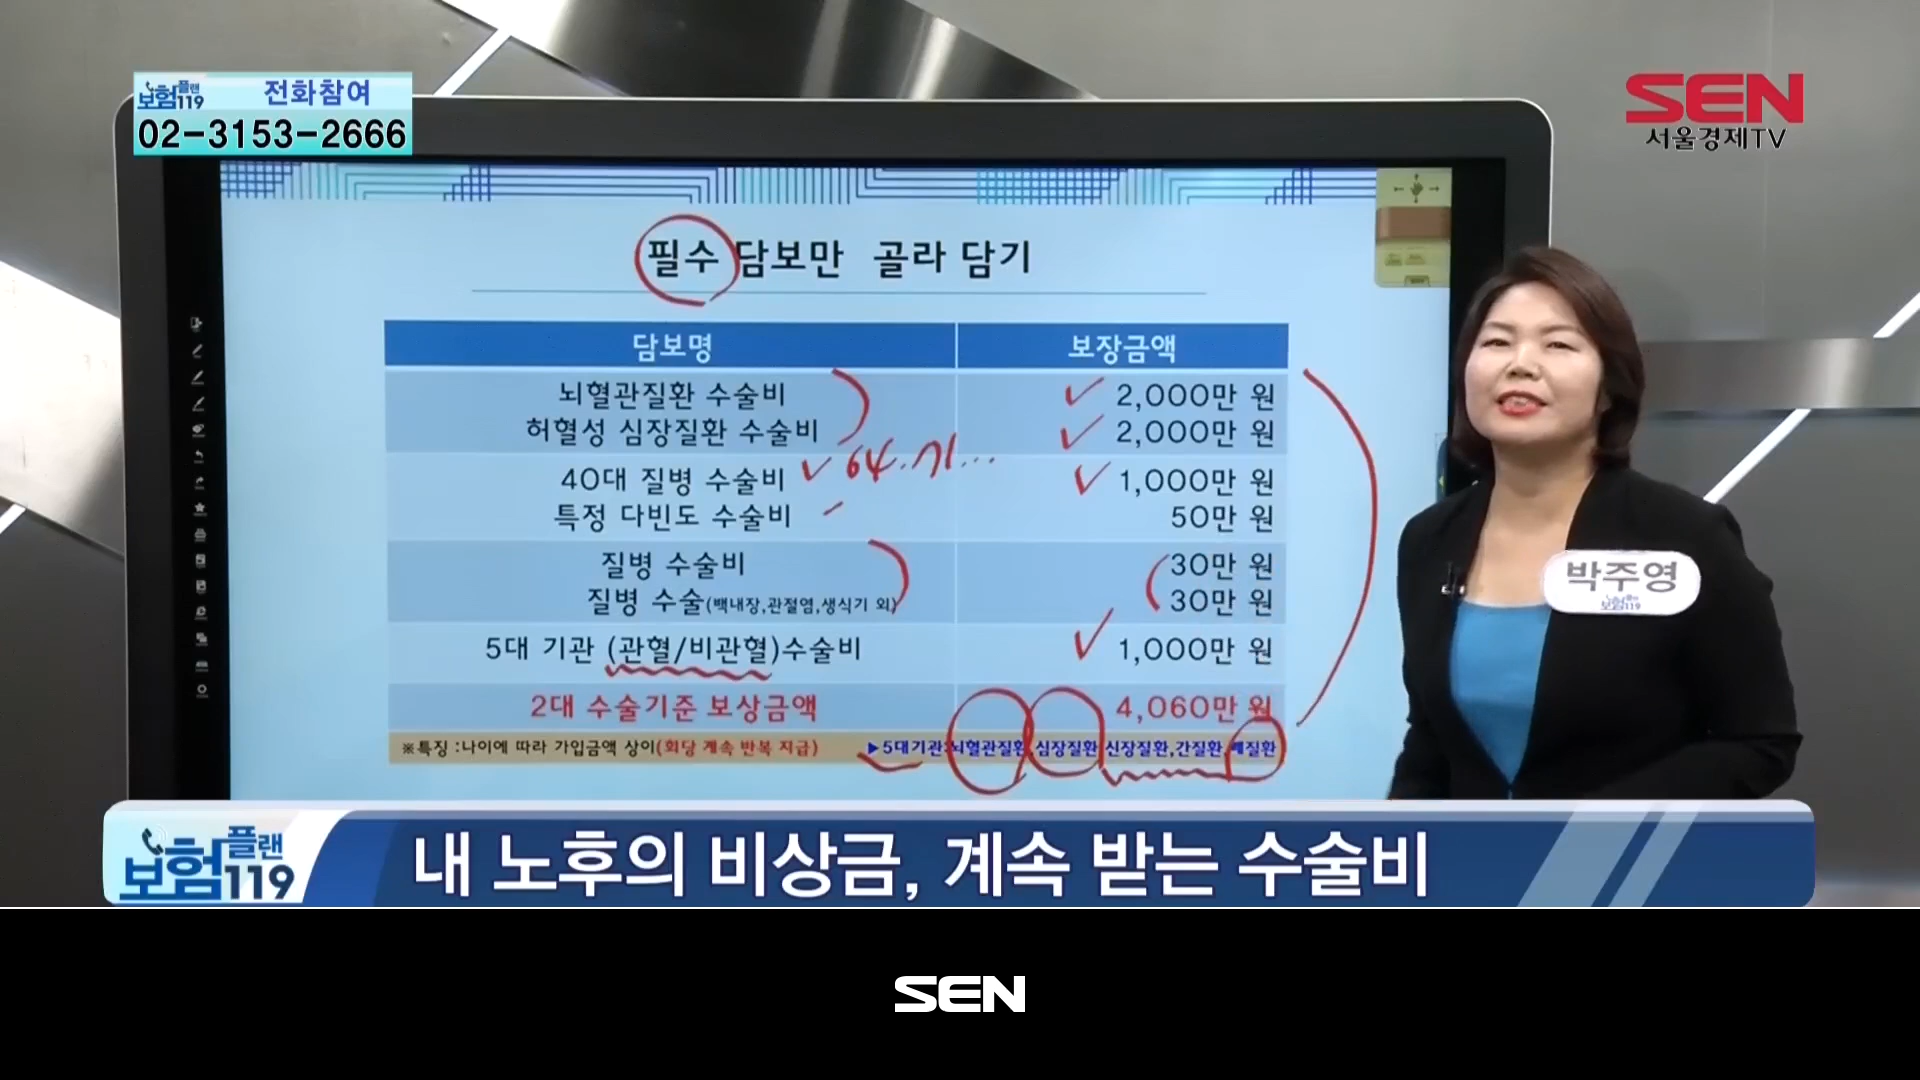 보험플랜119 전화참여
02-3153-2666
SEN
서울경제TV
필수 담보만 골라 담기
담보명 보장금액
뇌혈관질환 수술비 2,000만 원
허혈성 심장질환 수술비 2,000만 원
40대 질병 수술비 1,000만 원
특정 다빈도 수술비 50만 원
질병 수술비 30만 원
질병 수술(백내장,관절염,생식기 외) 30만 원
5대 기관 (관혈/비관혈)수술비 1,000만 원
2대 수술기준 보상금액 4,060만 원
※특징 :나이에 따라 가입금액 상이(회당 계속 반복 지급) ▶5대기관:뇌혈관질환,심장질환,신장질환,간질환,폐질환
박주영
보험플랜119
보험플랜119
내 노후의 비상금, 계속 받는 수술비
SEN